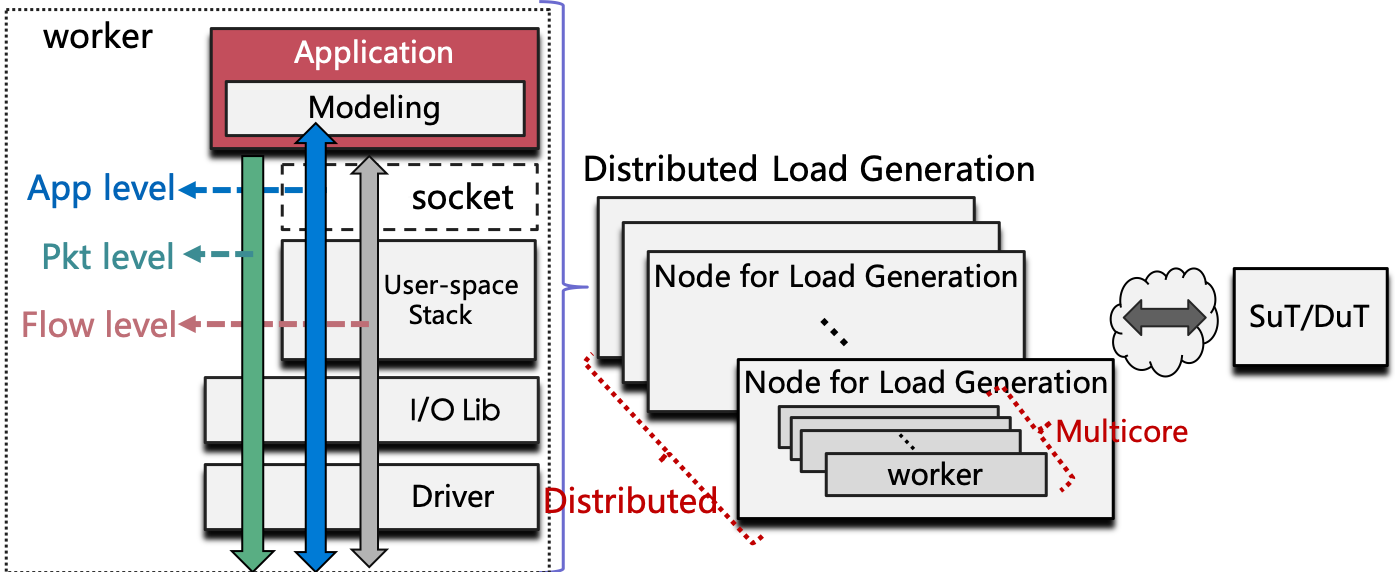 worker
Application
Modeling
App level
socket
Pkt level
User-space
Stack
Flow level
I/O Lib
Driver
Distributed Load Generation
Node for Load Generation
Node for Load Generation
worker
Multicore
Distributed
SuT/DuT